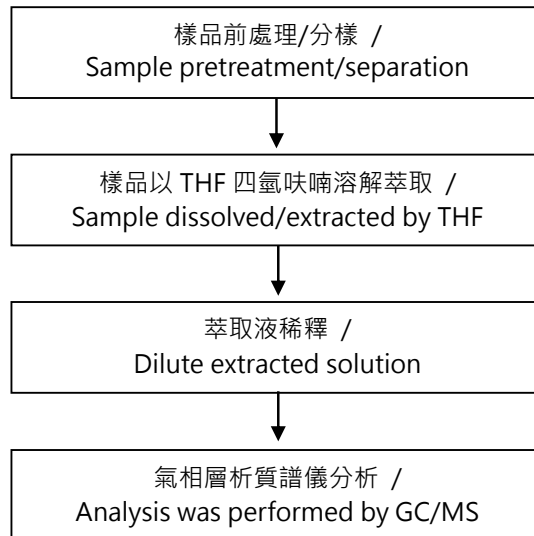 樣品前處理/分樣 /
Sample pretreatment/separation
樣品以 THF 四氫呋喃溶解萃取 /
Sample dissolved/extracted by THF
萃取液稀釋 /
Dilute extracted solution
氣相層析質譜儀分析 /
Analysis was performed by GC/MS